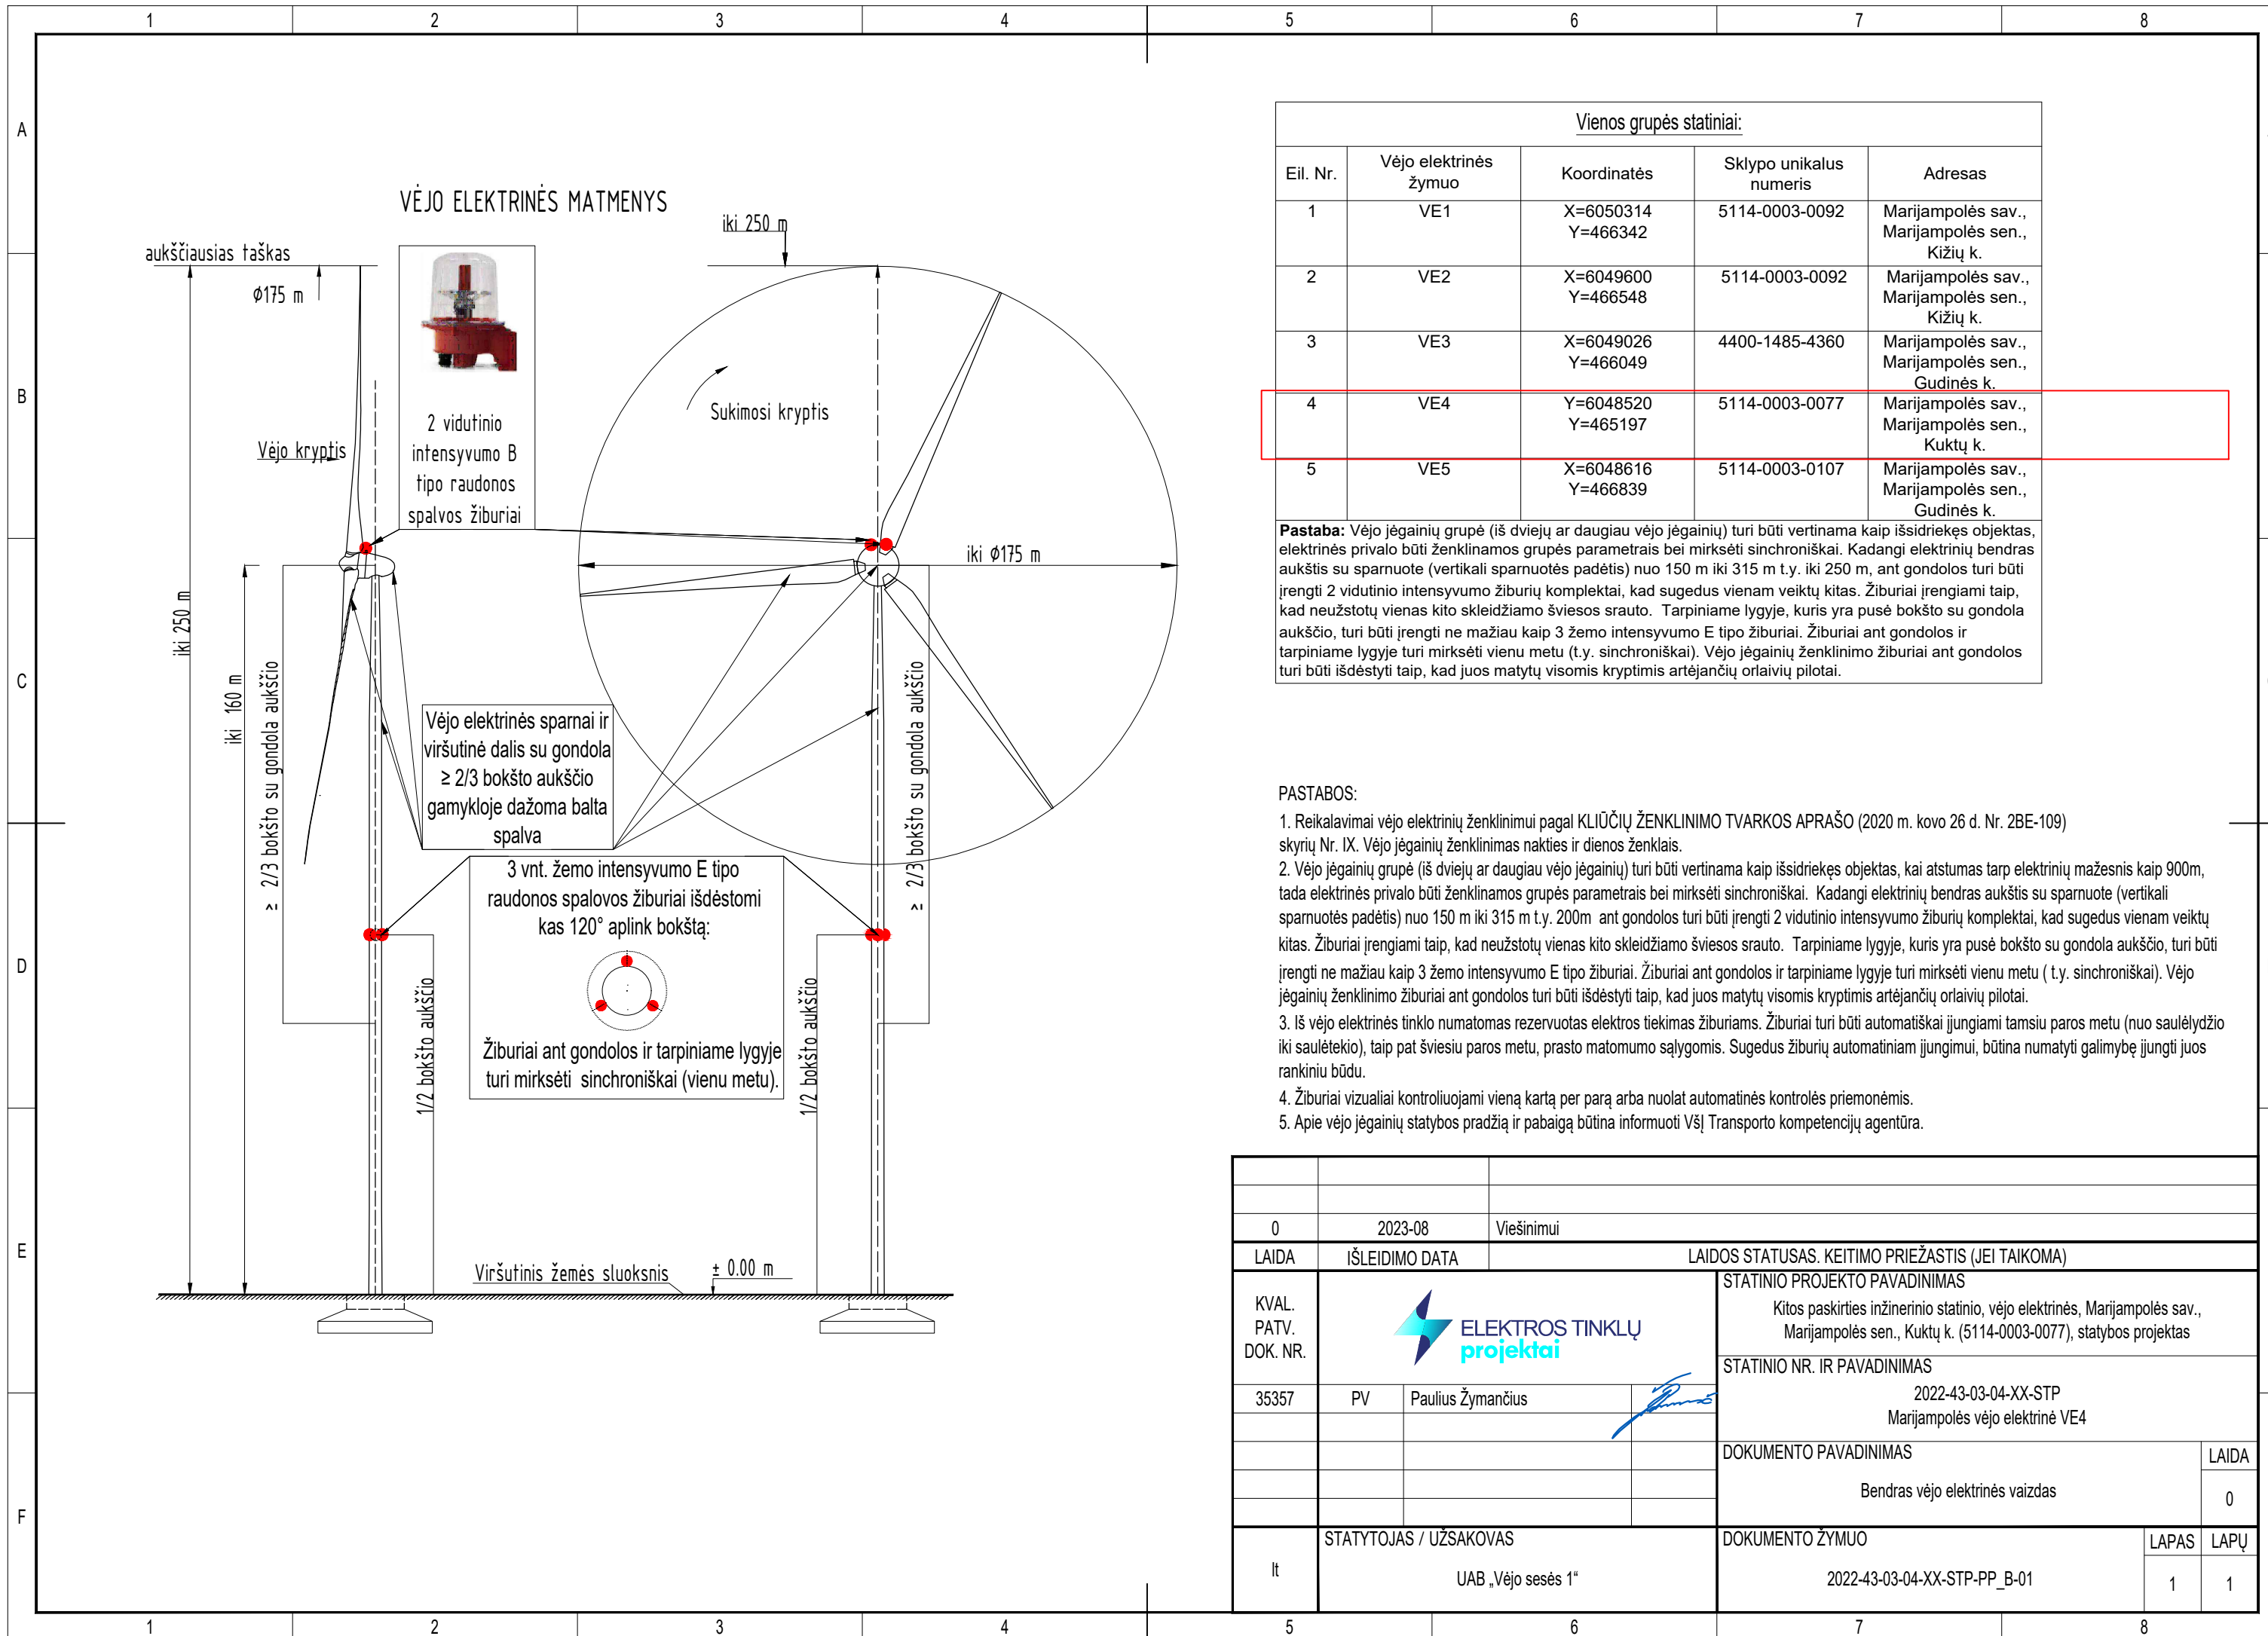 1 2 3 4 5 6 7 8
A
B
C
D
E
F
VĖJO ELEKTRINĖS MATMENYS
aukščiausias taškas
ϕ175 m
iki 250 m
2 vidutinio
intensyvumo B
tipo raudonos
spalvos žiburiai
Vėjo kryptis
Sukimosi kryptis
iki ϕ175 m
iki 250 m
iki 160 m
≥ 2/3 bokšto su gondola aukščio
≥ 2/3 bokšto su gondola aukščio
Vėjo elektrinės sparnai ir
viršutinė dalis su gondola
≥ 2/3 bokšto aukščio
gamykloje dažoma balta
spalva
3 vnt. žemo intensyvumo E tipo
raudonos spalovos žiburiai išdėstomi
kas 120° aplink bokštą:
Žiburiai ant gondolos ir tarpiniame lygyje
turi mirksėti sinchroniškai (vienu metu).
1/2 bokšto aukščio
1/2 bokšto aukščio
Viršutinis žemės sluoksnis
± 0.00 m
Vienos grupės statiniai:
Eil. Nr. Vėjo elektrinės žymuo Koordinatės Sklypo unikalus numeris Adresas
1 VE1 X=6050314 5114-0003-0092 Marijampolės sav.,
Y=466342 Marijampolės sen.,
Kižių k.
2 VE2 X=6049600 5114-0003-0092 Marijampolės sav.,
Y=466548 Marijampolės sen.,
Kižių k.
3 VE3 X=6049026 4400-1485-4360 Marijampolės sav.,
Y=466049 Marijampolės sen.,
Gudinės k.
4 VE4 Y=6048520 5114-0003-0077 Marijampolės sav.,
Y=465197 Marijampolės sen.,
Kuktų k.
5 VE5 X=6048616 5114-0003-0107 Marijampolės sav.,
Y=466839 Marijampolės sen.,
Gudinės k.
Pastaba: Vėjo jėgainių grupė (iš dviejų ar daugiau vėjo jėgainių) turi būti vertinama kaip išsidriekęs objektas,
elektrinės privalo būti ženklinamos grupės parametrais bei mirksėti sinchroniškai. Kadangi elektrinių bendras
aukštis su sparnuote (vertikali sparnuotės padėtis) nuo 150 m iki 315 m t.y. iki 250 m, ant gondolos turi būti
įrengti 2 vidutinio intensyvumo žiburių komplektai, kad sugedus vienam veiktų kitas. Žiburiai įrengiami taip,
kad neužstotų vienas kito skleidžiamo šviesos srauto. Tarpiniame lygyje, kuris yra pusė bokšto su gondola
aukščio, turi būti įrengti ne mažiau kaip 3 žemo intensyvumo E tipo žiburiai. Žiburiai ant gondolos ir
tarpiniame lygyje turi mirksėti vienu metu (t.y. sinchroniškai). Vėjo jėgainių ženklinimo žiburiai ant gondolos
turi būti išdėstyti taip, kad juos matytų visomis kryptimis artėjančių orlaivių pilotai.
PASTABOS:
1. Reikalavimai vėjo elektrinių ženklinimui pagal KLIŪČIŲ ŽENKLINIMO TVARKOS APRAŠO (2020 m. kovo 26 d. Nr. 2BE-109)
skyrių Nr. IX. Vėjo jėgainių ženklinimas nakties ir dienos ženklais.
2. Vėjo jėgainių grupė (iš dviejų ar daugiau vėjo jėgainių) turi būti vertinama kaip išsidriekęs objektas, kai atstumas tarp elektrinių mažesnis kaip 900m,
tada elektrinės privalo būti ženklinamos grupės parametrais bei mirksėti sinchroniškai. Kadangi elektrinių bendras aukštis su sparnuote (vertikali
sparnuotės padėtis) nuo 150 m iki 315 m t.y. 200m ant gondolos turi būti įrengti 2 vidutinio intensyvumo žiburių komplektai, kad sugedus vienam veiktų
kitas. Žiburiai įrengiami taip, kad neužstotų vienas kito skleidžiamo šviesos srauto. Tarpiniame lygyje, kuris yra pusė bokšto su gondola aukščio, turi būti
įrengti ne mažiau kaip 3 žemo intensyvumo E tipo žiburiai. Žiburiai ant gondolos ir tarpiniame lygyje turi mirksėti vienu metu ( t.y. sinchroniškai). Vėjo
jėgainių ženklinimo žiburiai ant gondolos turi būti išdėstyti taip, kad juos matytų visomis kryptimis artėjančių orlaivių pilotai.
3. Iš vėjo elektrinės tinklo numatomas rezervuotas elektros tiekimas žiburiams. Žiburiai turi būti automatiškai įjungiami tamsiu paros metu (nuo saulėlydžio
iki saulėtekio), taip pat šviesiu paros metu, prasto matomumo sąlygomis. Sugedus žiburių automatiniam įjungimui, būtina numatyti galimybę įjungti juos
rankiniu būdu.
4. Žiburiai vizualiai kontroliuojami vieną kartą per parą arba nuolat automatinės kontrolės priemonėmis.
5. Apie vėjo jėgainių statybos pradžią ir pabaigą būtina informuoti VšĮ Transporto kompetencijų agentūra.
0 2023-08 Viešinimui
LAIDA IŠLEIDIMO DATA LAIDOS STATUSAS. KEITIMO PRIEŽASTIS (JEI TAIKOMA)
KVAL.
PATV.
DOK. NR.
ELEKTROS TINKLŲ
projektai
STATINIO PROJEKTO PAVADINIMAS
Kitos paskirties inžinerinio statinio, vėjo elektrinės, Marijampolės sav.,
Marijampolės sen., Kuktų k. (5114-0003-0077), statybos projektas
35357 PV Paulius Žymančius
STATINIO NR. IR PAVADINIMAS
2022-43-03-04-XX-STP
Marijampolės vėjo elektrinė VE4
DOKUMENTO PAVADINIMAS LAIDA
Bendras vėjo elektrinės vaizdas 0
lt
STATYTOJAS / UŽSAKOVAS
UAB „Vėjo sesės 1“
DOKUMENTO ŽYMUO LAPAS LAPŲ
2022-43-03-04-XX-STP-PP_B-01 1 1
1 2 3 4 5 6 7 8